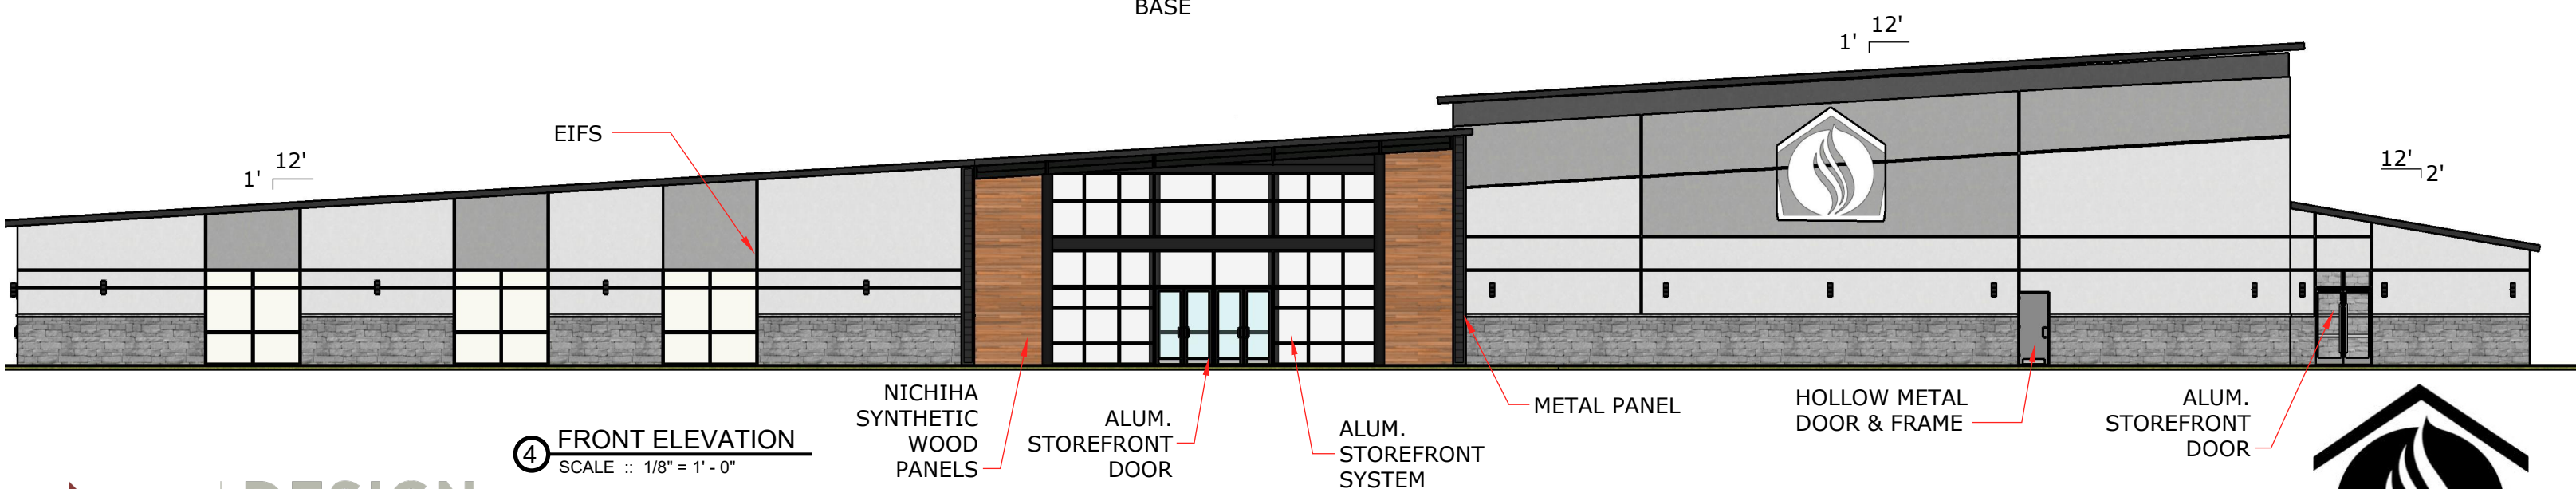 BASE
12'
1'
EIFS
12'
1'
12'
2'
NICHIHA
SYNTHETIC
WOOD
PANELS
ALUM.
STOREFRONT
DOOR
ALUM.
STOREFRONT
SYSTEM
METAL PANEL
HOLLOW METAL
DOOR & FRAME
ALUM.
STOREFRONT
DOOR
4
FRONT ELEVATION
SCALE :: 1/8" = 1' - 0"
DESIGN